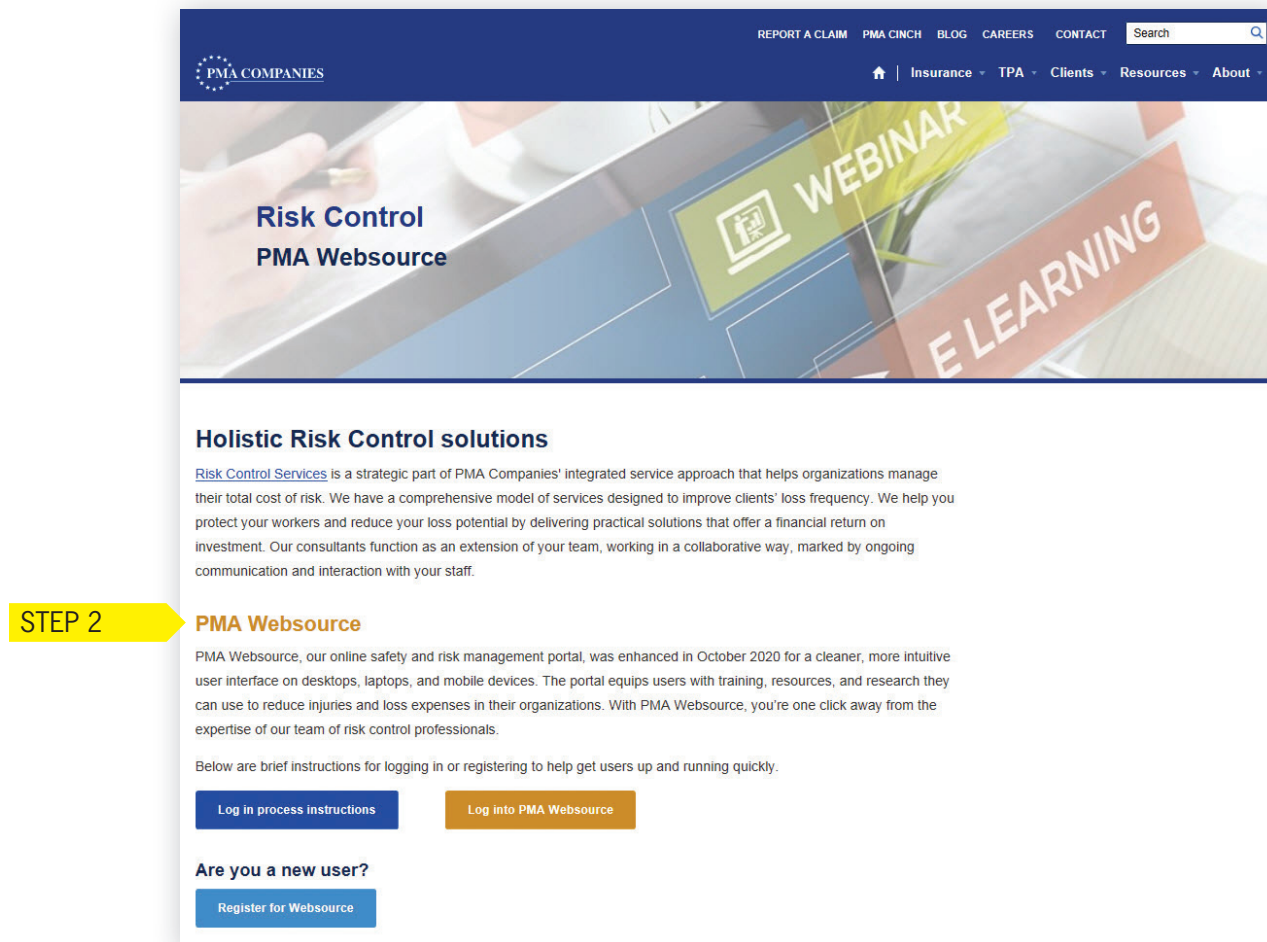 REPORT A CLAIM PMA CINCH BLOG CAREERS CONTACT Search
PMA COMPANIES
Insurance TPA Clients Resources About
WEBINAR
E LEARNING
Risk Control
PMA Websource
Holistic Risk Control solutions
Risk Control Services is a strategic part of PMA Companies' integrated service approach that helps organizations manage
their total cost of risk. We have a comprehensive model of services designed to improve clients' loss frequency. We help you
protect your workers and reduce your loss potential by delivering practical solutions that offer a financial return on
investment. Our consultants function as an extension of your team, working in a collaborative way, marked by ongoing
communication and interaction with your staff.
STEP 2
PMA Websource
PMA Websource, our online safety and risk management portal, was enhanced in October 2020 for a cleaner, more intuitive
user interface on desktops, laptops, and mobile devices. The portal equips users with training, resources, and research they
can use to reduce injuries and loss expenses in their organizations. With PMA Websource, you're one click away from the
expertise of our team of risk control professionals.
Below are brief instructions for logging in or registering to help get users up and running quickly.
Log in process instructions
Log into PMA Websource
Are you a new user?
Register for Websource